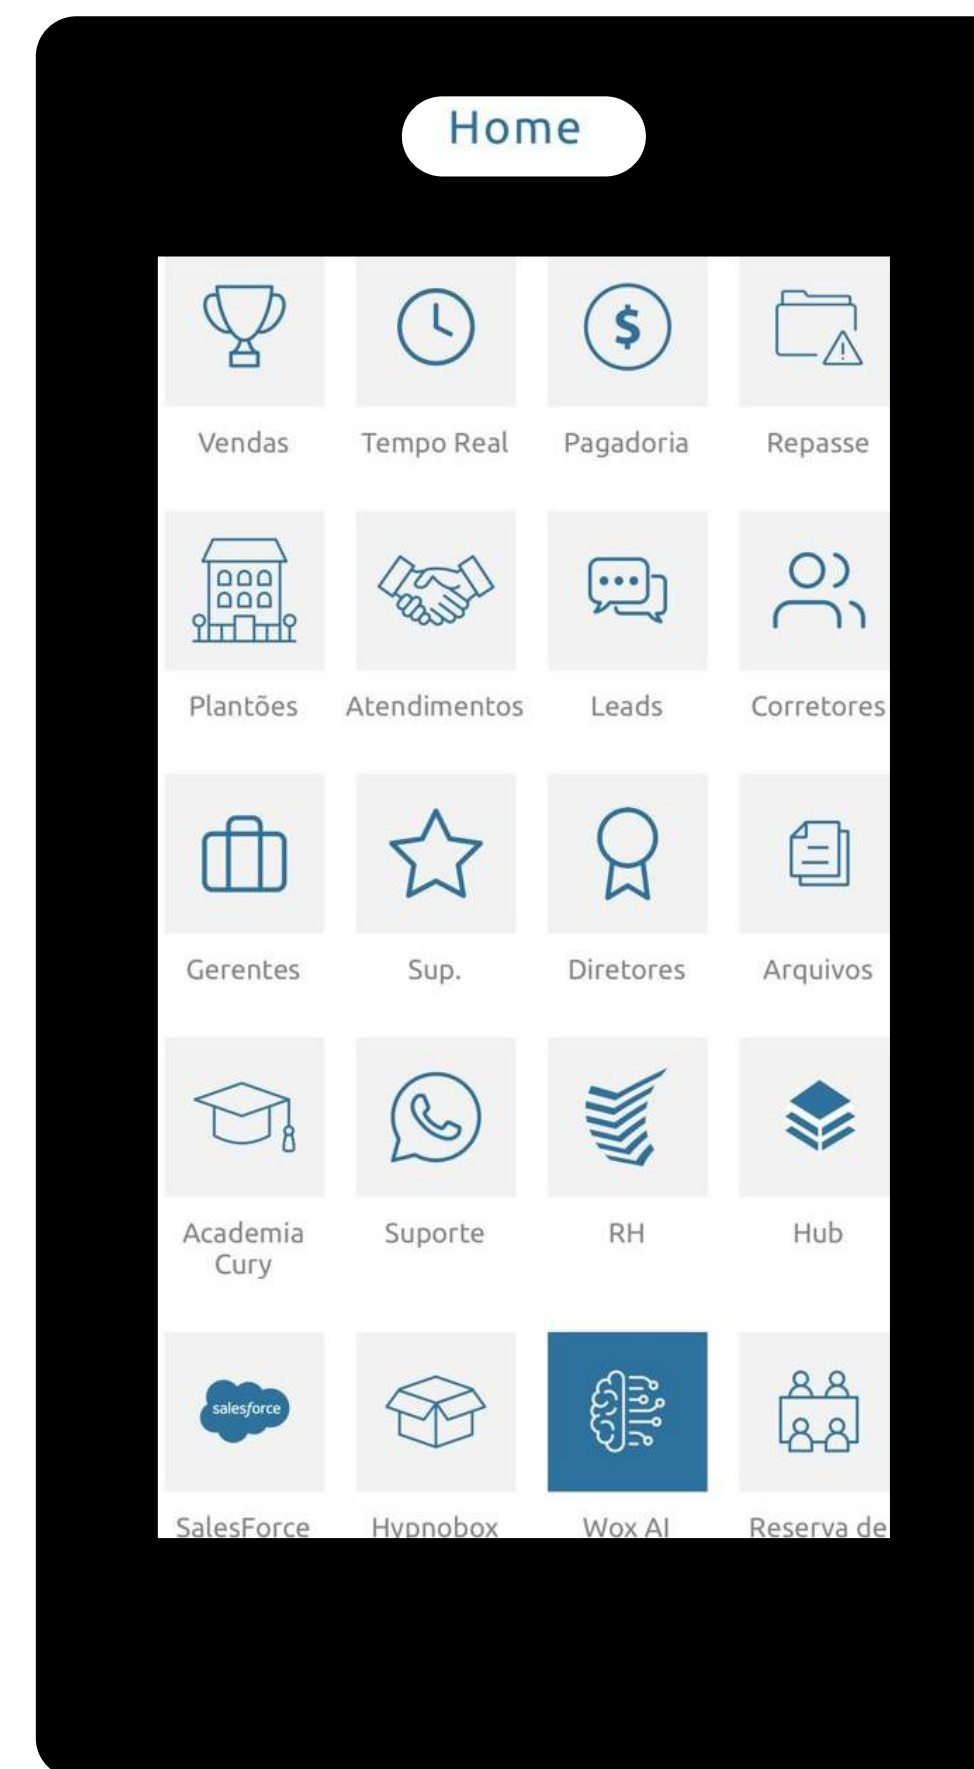 Home
Vendas Tempo Real Pagadoria Repasse
Plantões Atendimentos Leads Corretores
Gerentes Sup. Diretores Arquivos
Academia Suporte RH Hub
Cury
salesforce
SalesForce Hypnobox Wox AI Reserva de